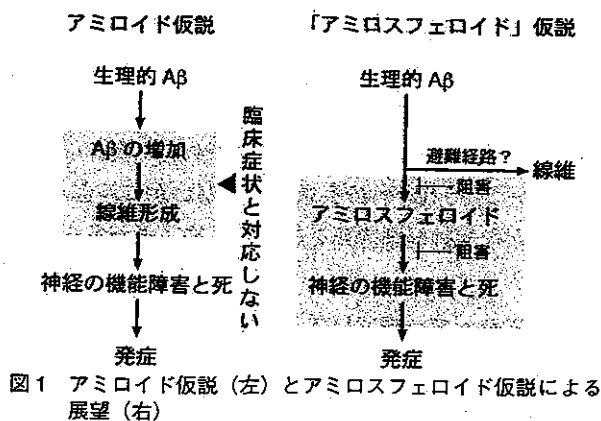 アミロイド仮説
生理的 Aβ
Aβ の増加
線維形成
神経の機能障害と死
発症
臨床症状と対応しない
「アミロスフェロイド」仮説
生理的 Aβ
避難経路？
線維
阻害
アミロスフェロイド
阻害
神経の機能障害と死
発症
図1 アミロイド仮説（左）とアミロスフェロイド仮説による
展望（右）